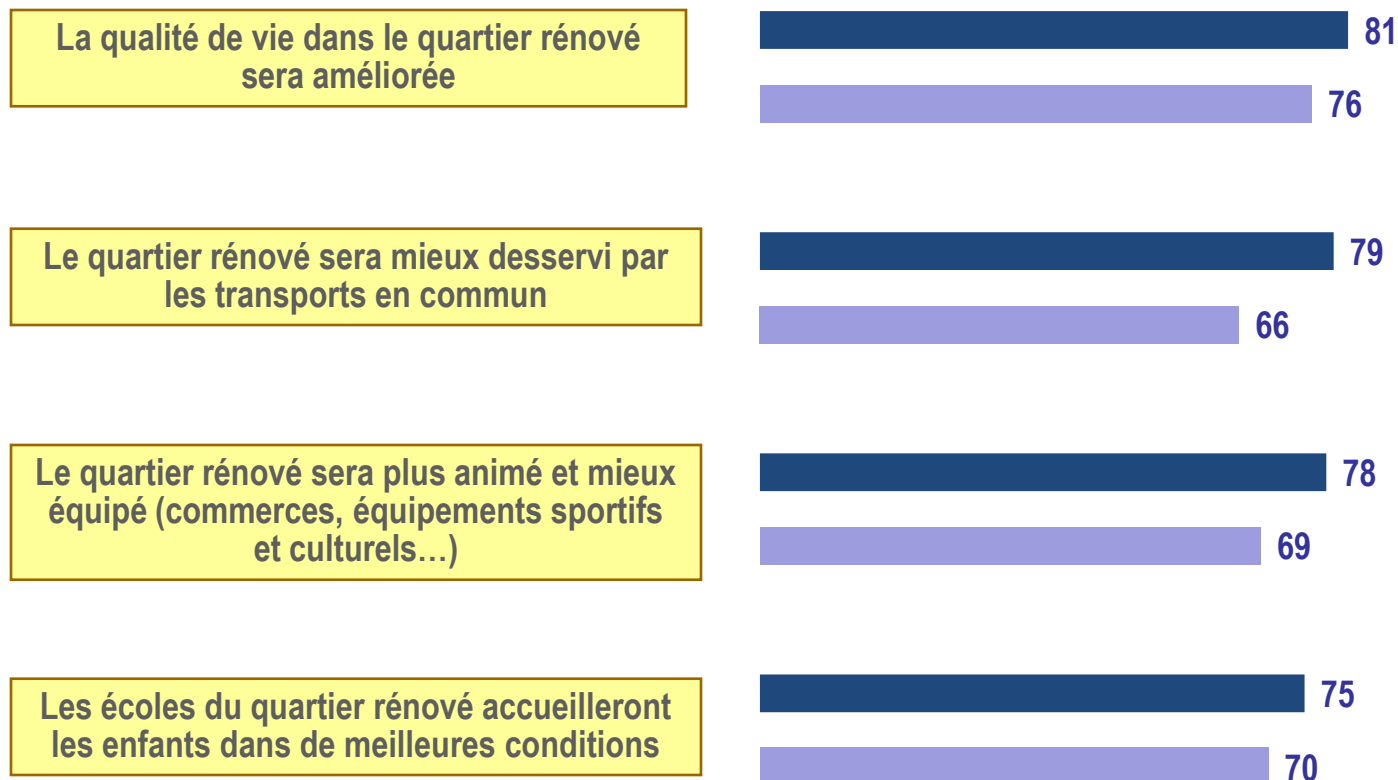 La qualité de vie dans le quartier rénové
sera améliorée
81
76
Le quartier rénové sera mieux desservi par
les transports en commun
79
66
Le quartier rénové sera plus animé et mieux
équipé (commerces, équipements sportifs
et culturels…)
78
69
Les écoles du quartier rénové accueilleront
les enfants dans de meilleures conditions
75
70